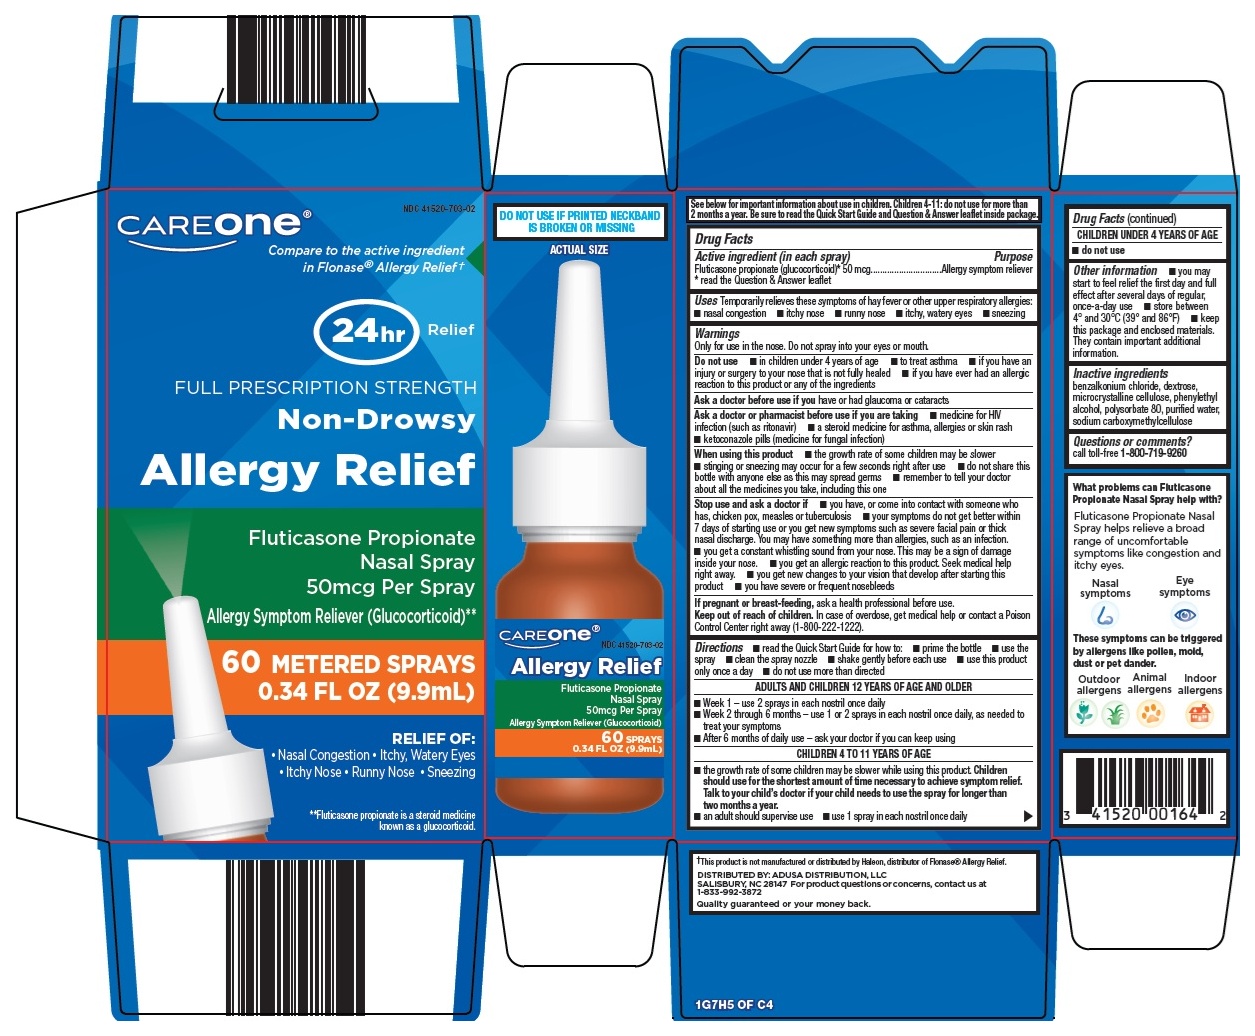 CAREone®
NDC 41520-703-02
Compare to the active ingredient
in Flonase® Allergy Relief†
24hr Relief
FULL PRESCRIPTION STRENGTH
Non-Drowsy
Allergy Relief
Fluticasone Propionate
Nasal Spray
50mcg Per Spray
Allergy Symptom Reliever (Glucocorticoid)**
60 METERED SPRAYS
0.34 FL OZ (9.9mL)
RELIEF OF:
• Nasal Congestion • Itchy, Watery Eyes
• Itchy Nose • Runny Nose • Sneezing
**Fluticasone propionate is a steroid medicine
known as a glucocorticoid.
DO NOT USE IF PRINTED NECKBAND
IS BROKEN OR MISSING
ACTUAL SIZE
CAREone®
NDC 41520-703-02
Allergy Relief
Fluticasone Propionate
Nasal Spray
50mcg Per Spray
Allergy Symptom Reliever (Glucocorticoid)
60 SPRAYS
0.34 FL OZ (9.9mL)
See below for important information about use in children. Children 4-11: do not use for more than
2 months a year. Be sure to read the Quick Start Guide and Question & Answer leaflet inside package.
Drug Facts
Active ingredient (in each spray) Purpose
Fluticasone propionate (glucocorticoid)* 50 mcg............................Allergy symptom reliever
* read the Question & Answer leaflet
Uses Temporarily relieves these symptoms of hay fever or other upper respiratory allergies:
■ nasal congestion ■ itchy nose ■ runny nose ■ itchy, watery eyes ■ sneezing
Warnings
Only for use in the nose. Do not spray into your eyes or mouth.
Do not use ■ in children under 4 years of age ■ to treat asthma ■ if you have an
injury or surgery to your nose that is not fully healed ■ if you have ever had an allergic
reaction to this product or any of the ingredients
Ask a doctor before use if you have or had glaucoma or cataracts
Ask a doctor or pharmacist before use if you are taking ■ medicine for HIV
infection (such as ritonavir) ■ a steroid medicine for asthma, allergies or skin rash
■ ketoconazole pills (medicine for fungal infection)
When using this product ■ the growth rate of some children may be slower
■ stinging or sneezing may occur for a few seconds right after use ■ do not share this
bottle with anyone else as this may spread germs ■ remember to tell your doctor
about all the medicines you take, including this one
Stop use and ask a doctor if ■ you have, or come into contact with someone who
has, chicken pox, measles or tuberculosis ■ your symptoms do not get better within
7 days of starting use or you get new symptoms such as severe facial pain or thick
nasal discharge. You may have something more than allergies, such as an infection.
■ you get a constant whistling sound from your nose. This may be a sign of damage
inside your nose. ■ you get an allergic reaction to this product. Seek medical help
right away. ■ you get new changes to your vision that develop after starting this
product ■ you have severe or frequent nosebleeds
If pregnant or breast-feeding, ask a health professional before use.
Keep out of reach of children. In case of overdose, get medical help or contact a Poison
Control Center right away (1-800-222-1222).
Directions ■ read the Quick Start Guide for how to: ■ prime the bottle ■ use the
spray ■ clean the spray nozzle ■ shake gently before each use ■ use this product
only once a day ■ do not use more than directed
ADULTS AND CHILDREN 12 YEARS OF AGE AND OLDER
■ Week 1 – use 2 sprays in each nostril once daily
■ Week 2 through 6 months – use 1 or 2 sprays in each nostril once daily, as needed to
treat your symptoms
■ After 6 months of daily use – ask your doctor if you can keep using
CHILDREN 4 TO 11 YEARS OF AGE
■ the growth rate of some children may be slower while using this product. Children
should use for the shortest amount of time necessary to achieve symptom relief.
Talk to your child's doctor if your child needs to use the spray for longer than
two months a year.
■ an adult should supervise use ■ use 1 spray in each nostril once daily
†This product is not manufactured or distributed by Haleon, distributor of Flonase® Allergy Relief.
DISTRIBUTED BY: ADUSA DISTRIBUTION, LLC
SALISBURY, NC 28147 For product questions or concerns, contact us at
1-833-992-3872
Quality guaranteed or your money back.
1G7H5 OF C4
Drug Facts (continued)
CHILDREN UNDER 4 YEARS OF AGE
■ do not use
Other information ■ you may
start to feel relief the first day and full
effect after several days of regular,
once-a-day use ■ store between
4° and 30°C (39° and 86°F) ■ keep
this package and enclosed materials.
They contain important additional
information.
Inactive ingredients
benzalkonium chloride, dextrose,
microcrystalline cellulose, phenylethyl
alcohol, polysorbate 80, purified water,
sodium carboxymethylcellulose
Questions or comments?
call toll-free 1-800-719-9260
What problems can Fluticasone
Propionate Nasal Spray help with?
Fluticasone Propionate Nasal
Spray helps relieve a broad
range of uncomfortable
symptoms like congestion and
itchy eyes.
Nasal symptoms
Eye symptoms
These symptoms can be triggered
by allergens like pollen, mold,
dust or pet dander.
Outdoor allergens
Animal allergens
Indoor allergens
3 41520 00164 2